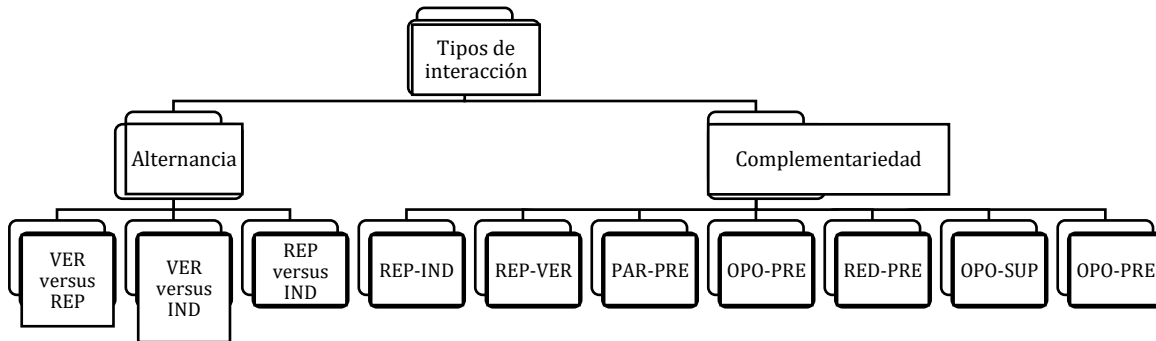 Tipos de
interacción
Alternancia
Complementariedad
VER
versus
REP
VER
versus
IND
REP
versus
IND
REP-IND
REP-VER
PAR-PRE
OPO-PRE
RED-PRE
OPO-SUP
OPO-PRE